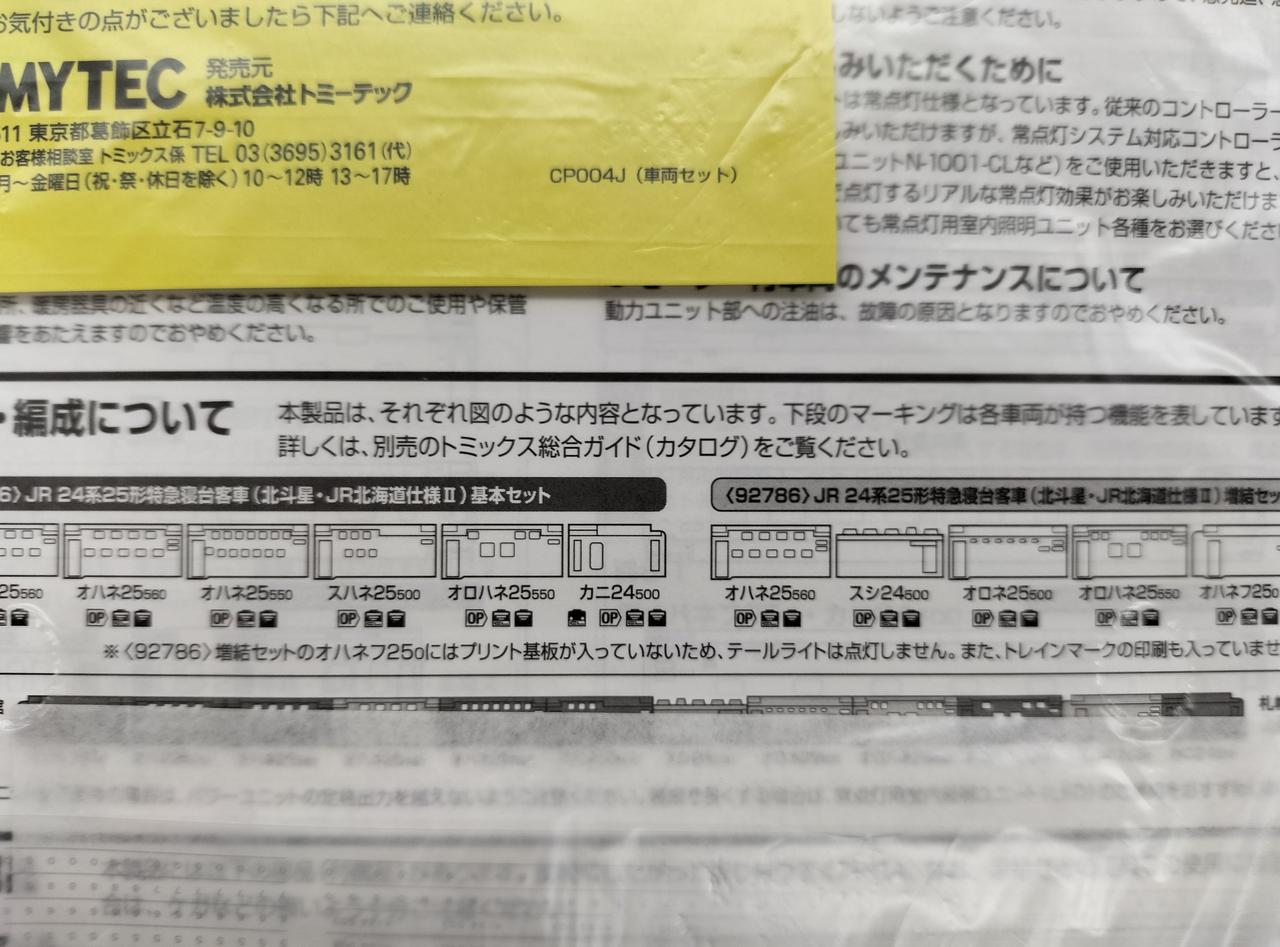 お気付きの点がございましたら下記へご連絡ください。
MYTEC 発売元
株式会社トミーテック
11 東京都葛飾区立石7-9-10
お客様相談室 トミックス係 TEL 03(3695)3161(代)
月～金曜日(祝・祭・休日を除く)10～12時 13～17時
CP004J(車両セット)
しないようご注意ください。
みいただくために
は常点灯仕様となっています。従来のコントローラー
みいただけますが、常点灯システム対応コントローラ
ユニットN-1001-CLなど)をご使用いただきますと、
点灯するリアルな常点灯効果がお楽しみいただけま
ても常点灯用室内照明ユニット各種をお選びくださ
所、暖房器具の近くなど温度の高くなる所でのご使用や保管
響をあたえますのでおやめください。
のメンテナンスについて
動力ユニット部への注油は、故障の原因となりますのでおやめください。
・編成について
本製品は、それぞれ図のような内容となっています。下段のマーキングは各車両が持つ機能を表しています
詳しくは、別売のトミックス総合ガイド(カタログ)をご覧ください。
6〉JR 24系25形特急寝台客車(北斗星・JR北海道仕様Ⅱ)基本セット
〈92786〉JR 24系25形特急寝台客車(北斗星・JR北海道仕様Ⅱ)増結セッ
25560 オハネ25560 オハネ25550 スハネ25500 オロハネ25550 カニ24500
オハネ25560 スシ24500 オロネ25500 オロハネ25550 オハネフ250
OP OP OP OP OP OP OP OP OP OP
※〈92786〉増結セットのオハネフ250にはプリント基板が入っていないため、テールライトは点灯しません。また、トレインマークの印刷も入っていませ
館
札